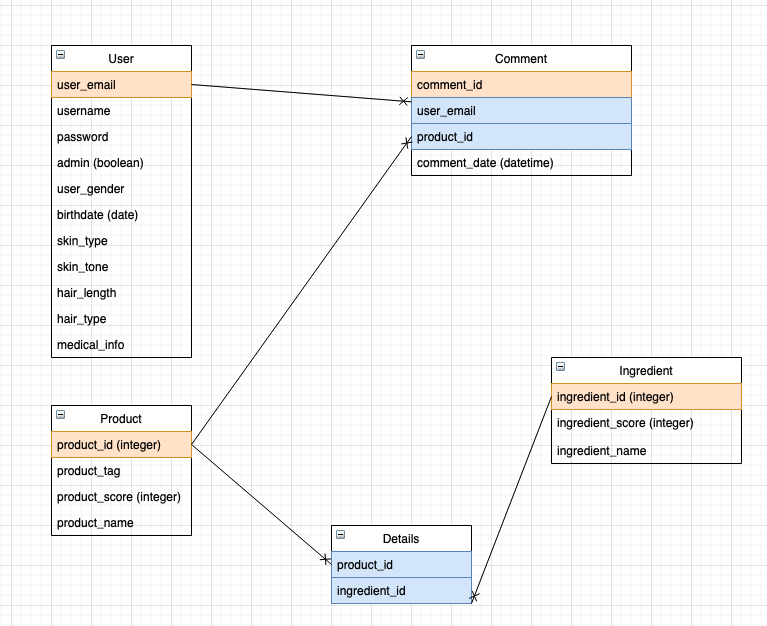 User
user_email
username
password
admin (boolean)
user_gender
birthdate (date)
skin_type
skin_tone
hair_length
hair_type
medical_info
Comment
comment_id
user_email
product_id
comment_date (datetime)
Product
product_id (integer)
product_tag
product_score (integer)
product_name
Ingredient
ingredient_id (integer)
ingredient_score (integer)
ingredient_name
Details
product_id
ingredient_id